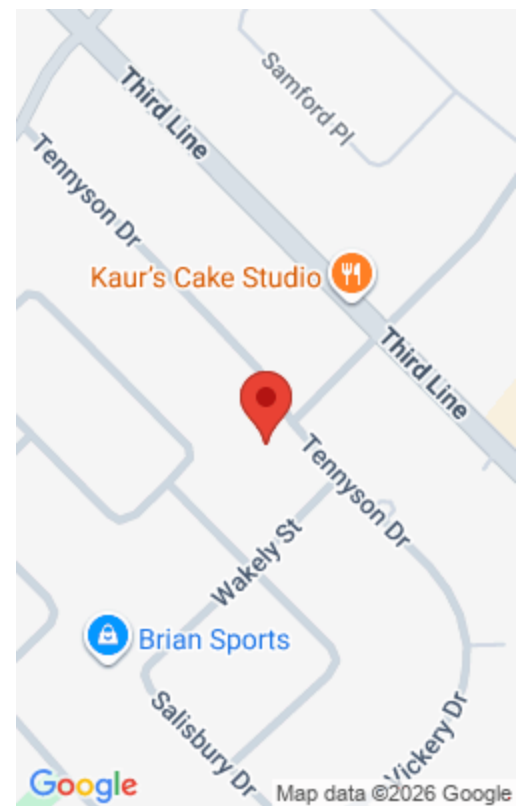 Samford Pl
Third Line
Tennyson Dr
Kaur's Cake Studio
Third Line
Tennyson Dr
Wakely St
Brian Sports
Salisbury Dr
Vickery Dr
Google
Map data ©2026 Google